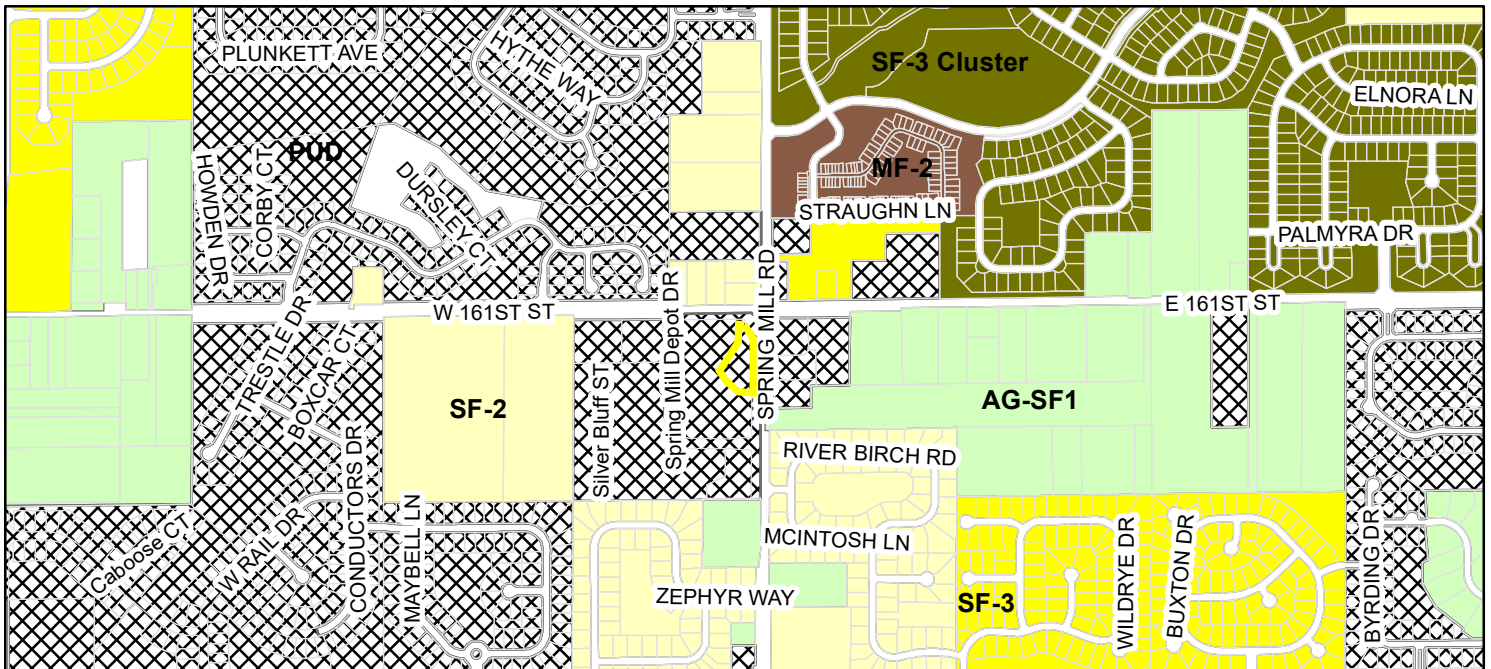 PLUNKETT AVE
HYTHE WAY
SF-3 Cluster
ELNORA LN
PUD
HOWDEN DR
CORBY CT
DURSLEY CT
MF-2
STRAUGHN LN
PALMYRA DR
W 161ST ST
E 161ST ST
TRESTLE DR
BOXCAR CT
Silver Bluff ST
Spring Mill Depot DR
SPRING MILL RD
SF-2
AG-SF1
RIVER BIRCH RD
Caboose CT
W RAIL DR
CONDUCTORS DR
MAYBELL LN
MCINTOSH LN
ZEPHYR WAY
SF-3
WILDRYE DR
BUXTON DR
BYRDING DR